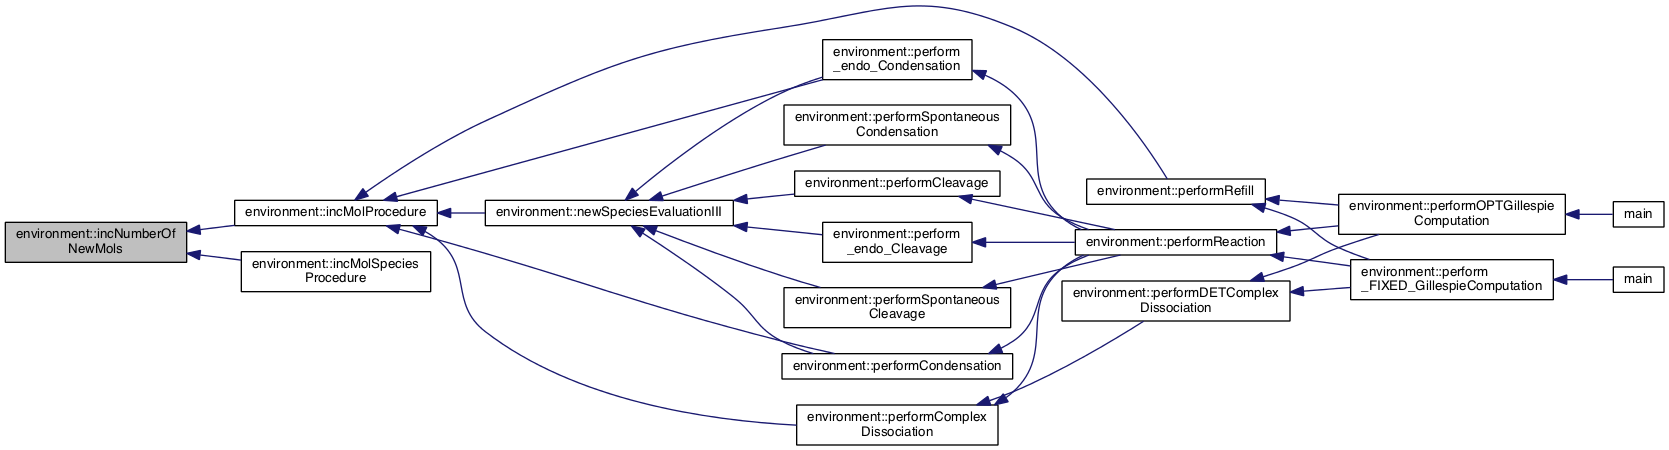 environment::incNumberOf
NewMols
environment::incMolProcedure
environment::incMolSpecies
Procedure
environment::newSpeciesEvaluationIII
environment::perform
_endo_Condensation
environment::performSpontaneous
Condensation
environment::performCleavage
environment::perform
_endo_Cleavage
environment::performSpontaneous
Cleavage
environment::performCondensation
environment::performComplex
Dissociation
environment::performRefill
environment::performReaction
environment::performDETComplex
Dissociation
environment::performOPTGillespie
Computation
environment::perform
_FIXED_GillespieComputation
main
main